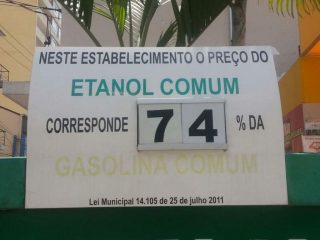 NESTE ESTABELECIMENTO O PREÇO DO
ETANOL COMUM
CORRESPONDE 74 % DA
GASOLINA COMUM
Lei Municipal 14.105 de 25 de julho 2011